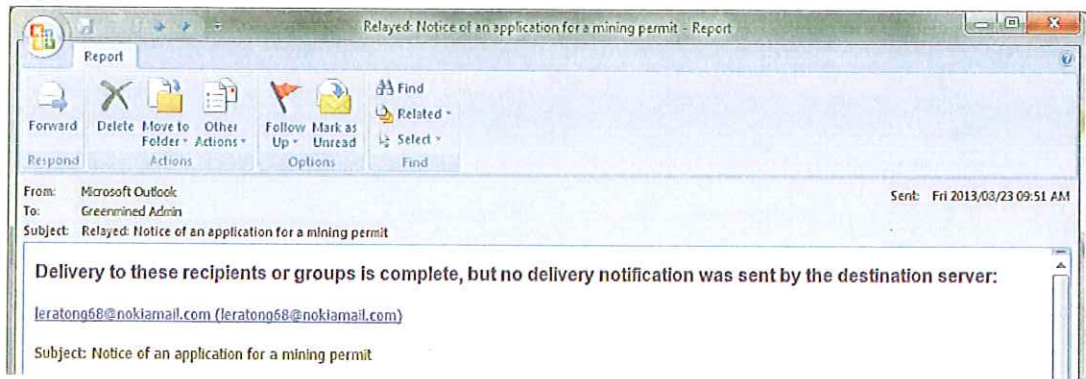 Relayed: Notice of an application for a mining permit - Report
Report
Forward
Delete
Move to Folder
Other Actions
Follow Up
Mark as Unread
Find
Related
Select
Respond
Actions
Options
Find
From: Microsoft Outlook
Sent: Fri 2013/08/23 09:51 AM
To: Greenmined Admin
Subject: Relayed: Notice of an application for a mining permit
Delivery to these recipients or groups is complete, but no delivery notification was sent by the destination server:
leratong68@nokiamail.com (leratong68@nokiamail.com)
Subject: Notice of an application for a mining permit